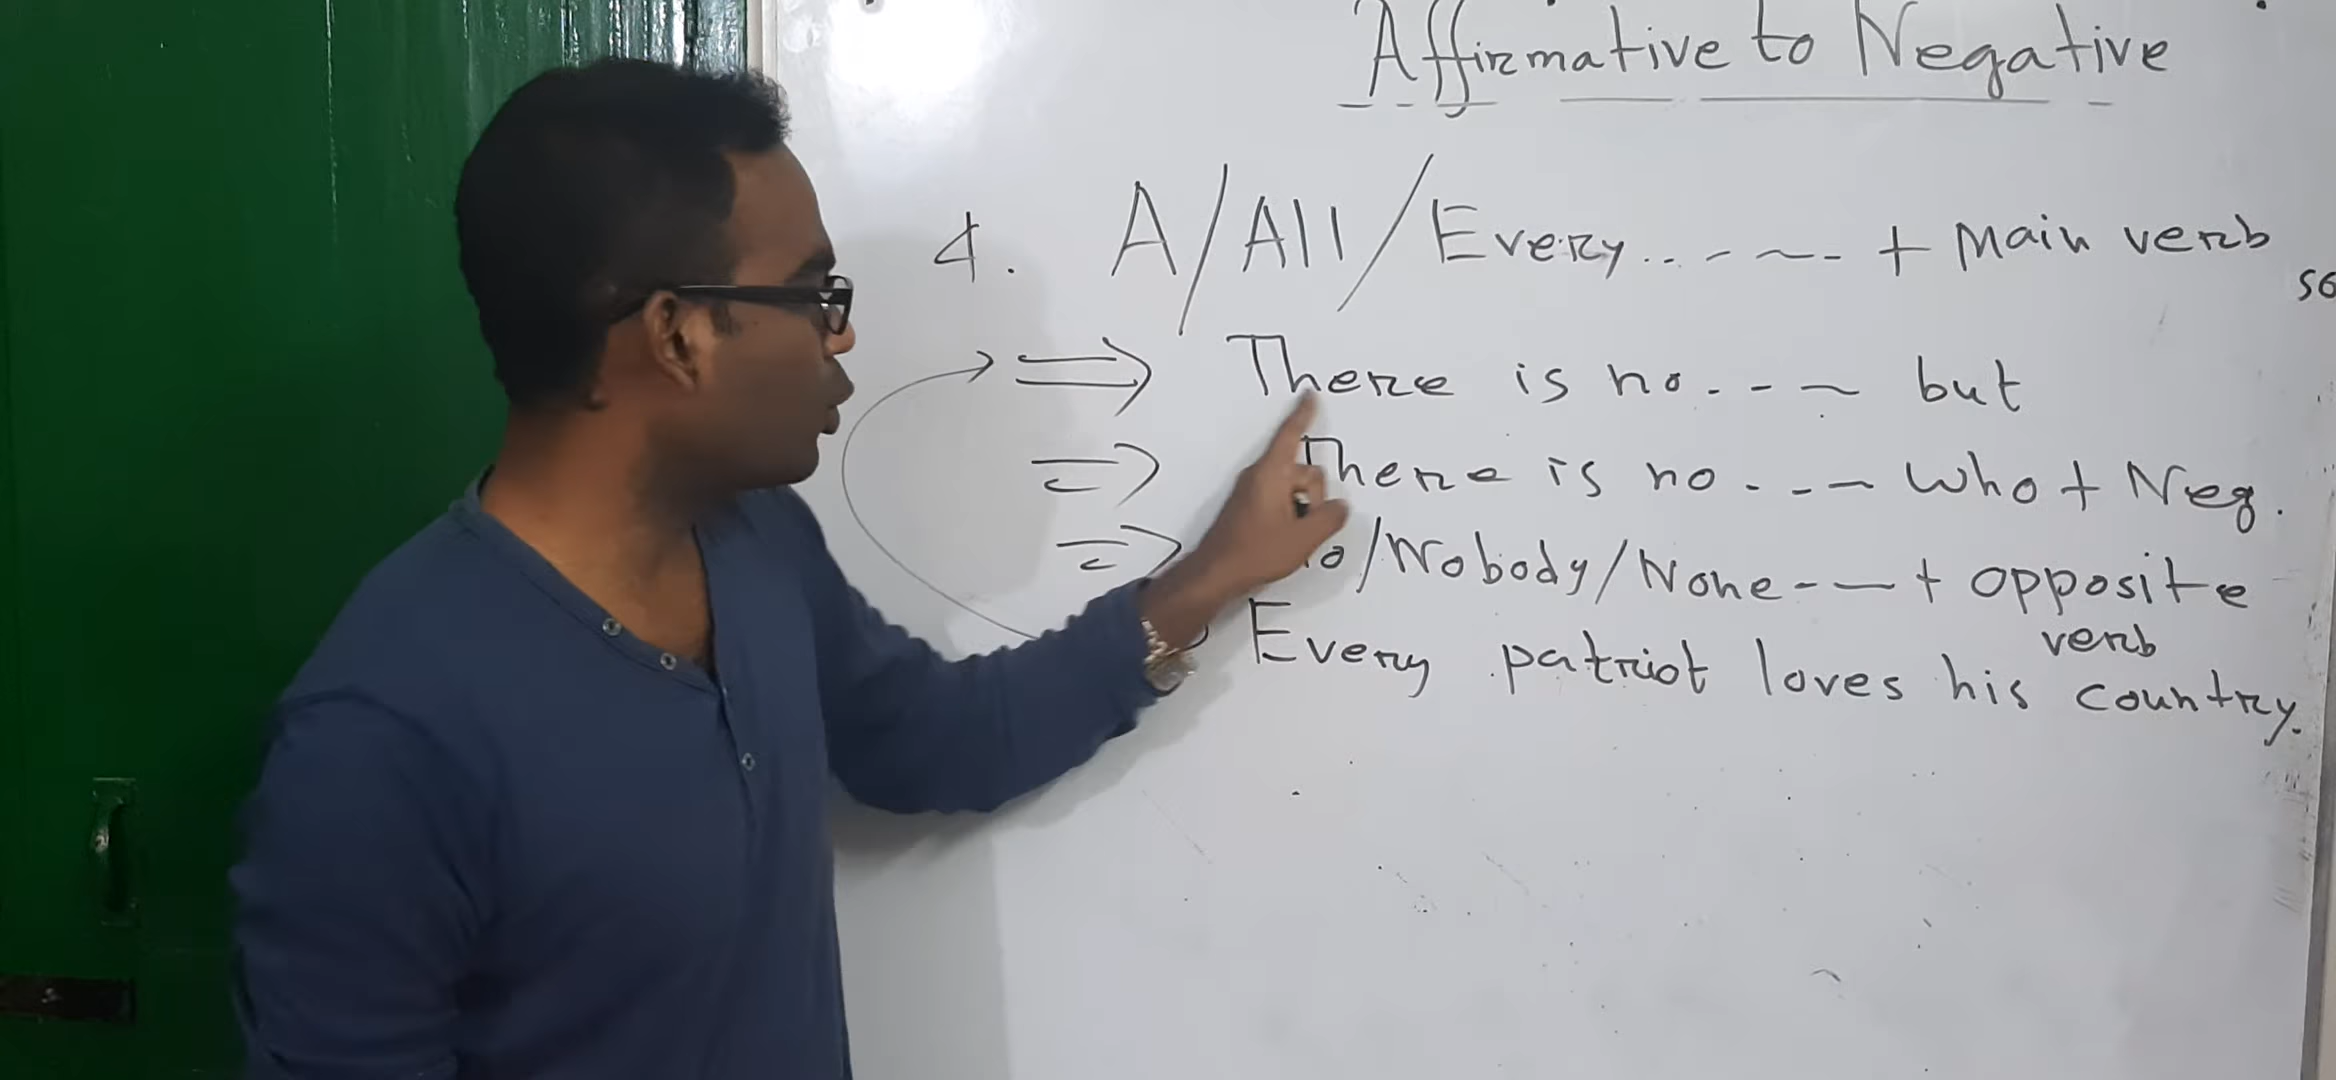 Affirmative to Negative
4. A/All/Every..--~- + Main verb
⇒ There is no.--~ but
⇒ There is no.--~ who + Neg.
⇒ /Nobody/None--— + opposite verb
Every patriot loves his country.